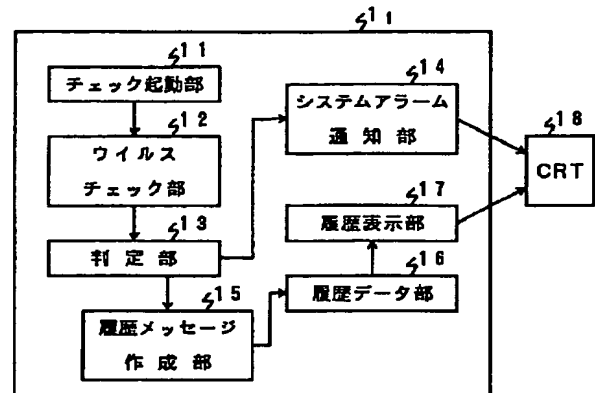 11
11
チェック起動部
12
ウイルス
チェック部
13
判定部
15
履歴メッセージ
作成部
14
システムアラーム
通知部
17
履歴表示部
16
履歴データ部
18
CRT